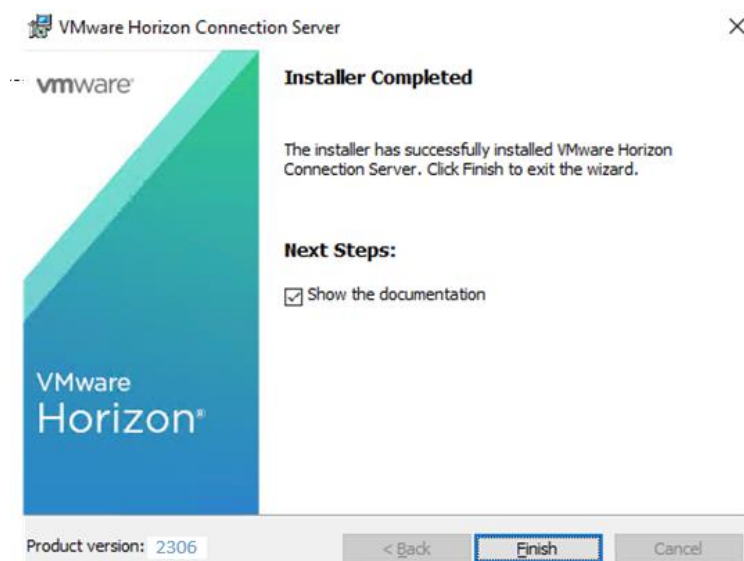 VMware Horizon Connection Server
vmware®
Installer Completed
The installer has successfully installed VMware Horizon
Connection Server. Click Finish to exit the wizard.
Next Steps:
Show the documentation
VMware
Horizon®
Product version: 2306
< Back
Finish
Cancel